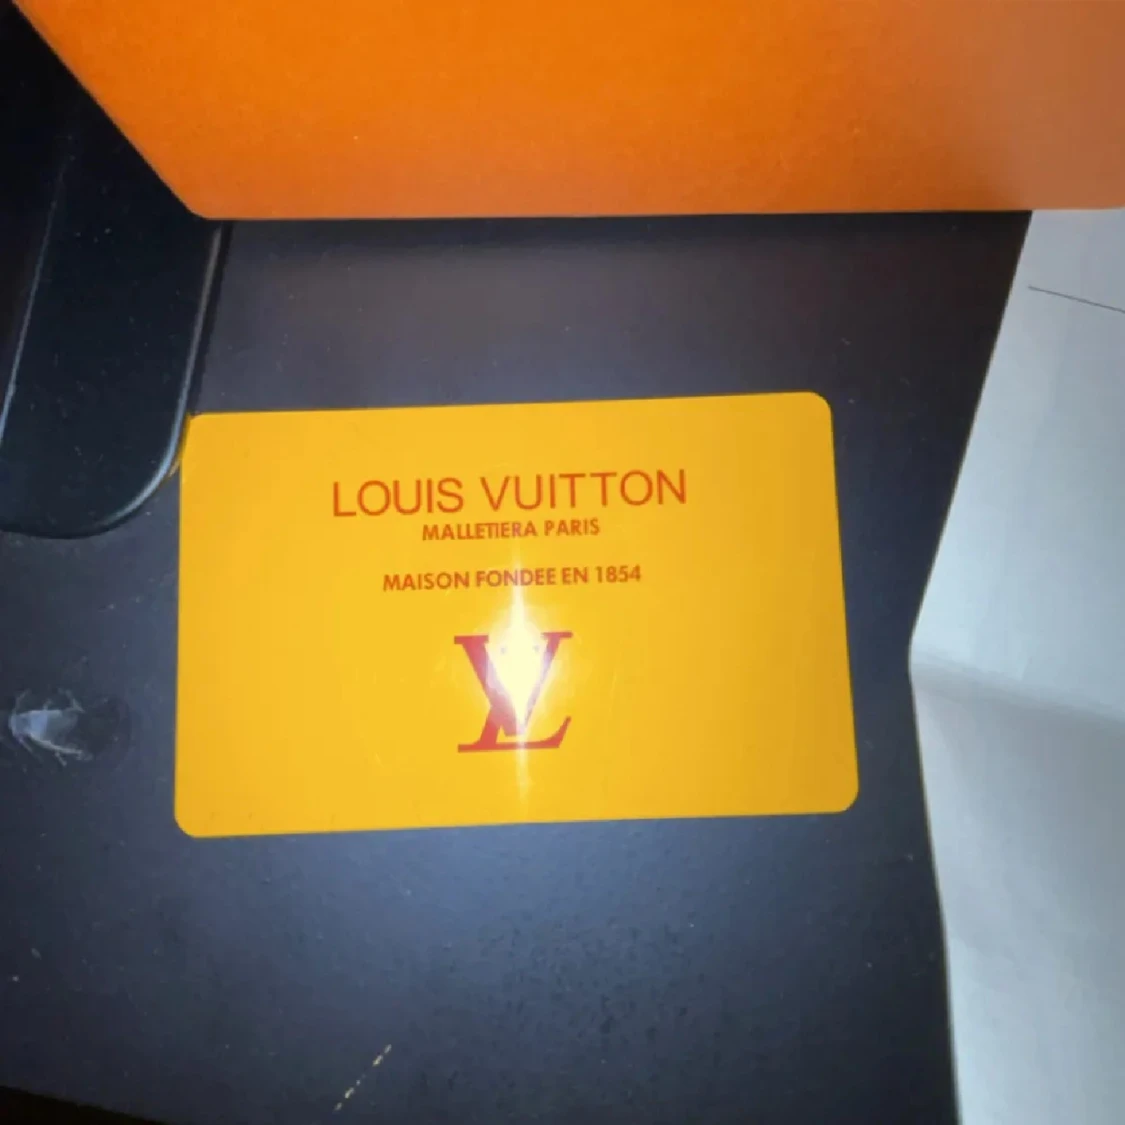 LOUIS VUITTON
MALLETIERA PARIS
MAISON FONDEE EN 1854
LV